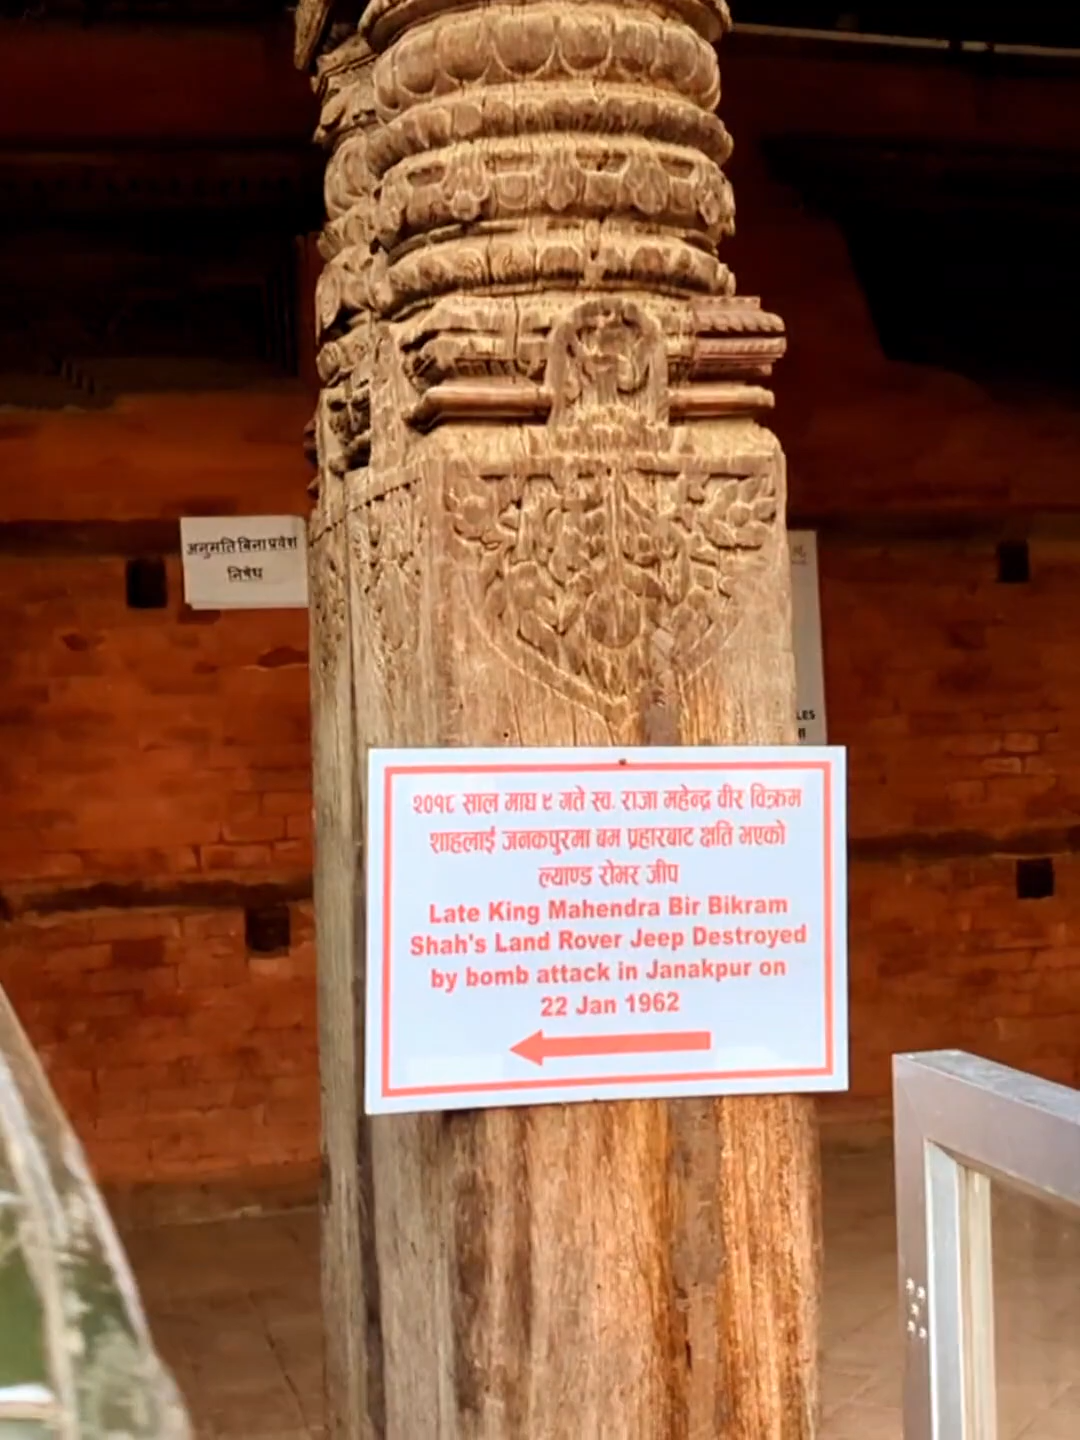 अनुमति बिना प्रवेश
निषेध
LES
२०१८ साल माघ ९ गते स्व. राजा महेन्द्र वीर विक्रम
शाहलाई जनकपुरमा बम प्रहारबाट क्षति भएको
ल्याण्ड रोभर जीप
Late King Mahendra Bir Bikram
Shah's Land Rover Jeep Destroyed
by bomb attack in Janakpur on
22 Jan 1962